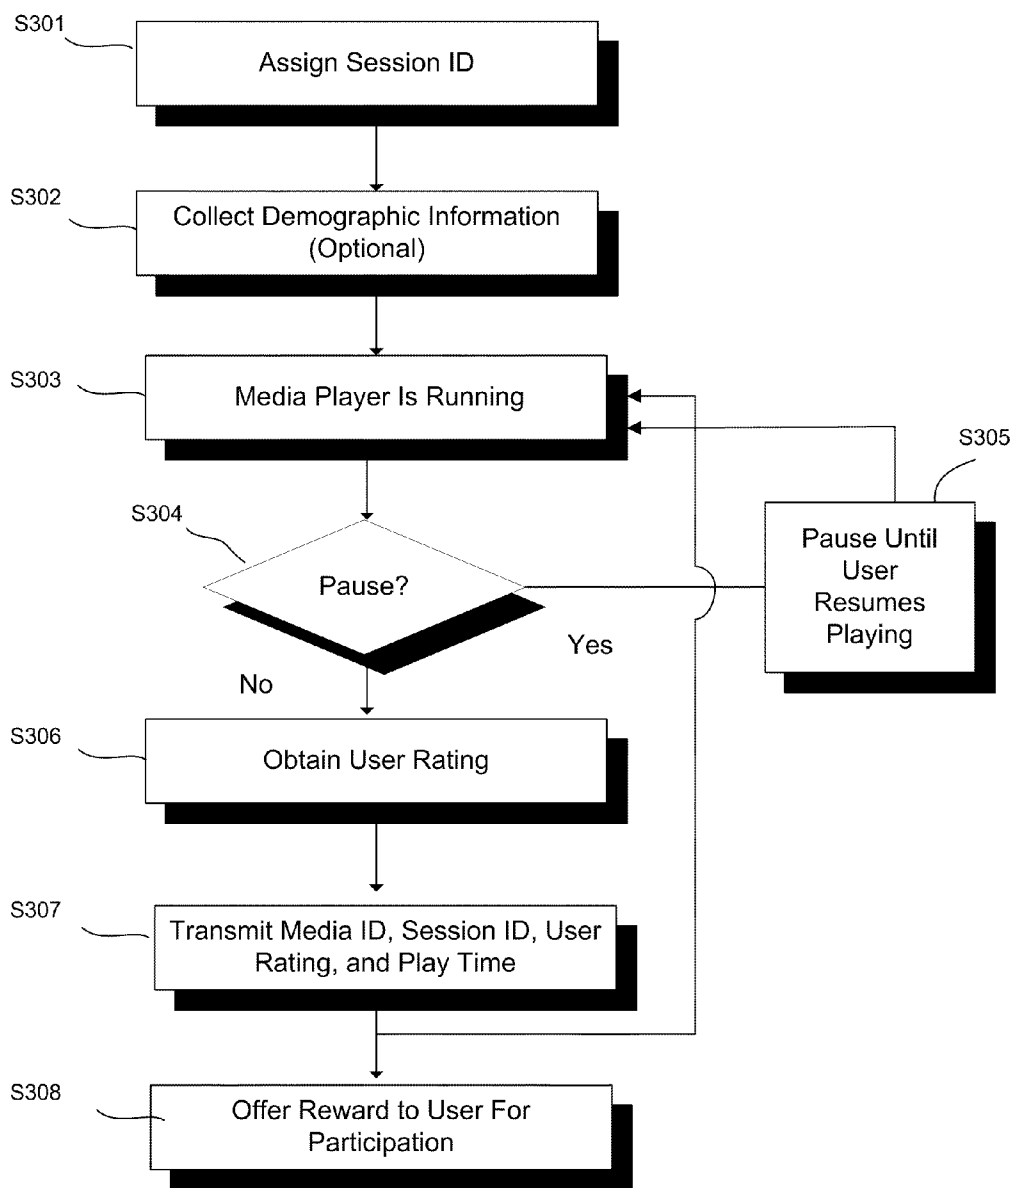 S301
Assign Session ID
S302
Collect Demographic Information
(Optional)
S303
Media Player Is Running
S304
Pause?
Yes
No
S305
Pause Until
User
Resumes
Playing
S306
Obtain User Rating
S307
Transmit Media ID, Session ID, User
Rating, and Play Time
S308
Offer Reward to User For
Participation